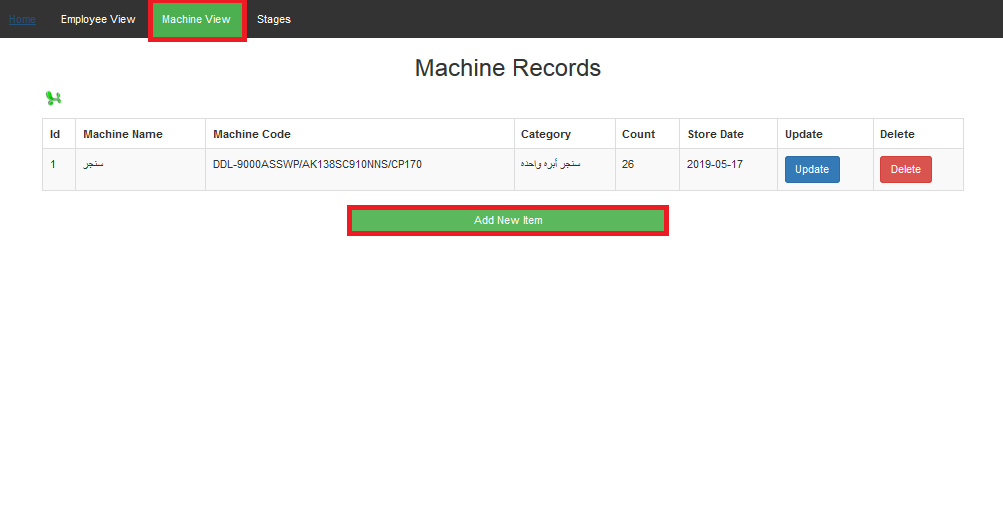 Home Employee View Machine View Stages
Machine Records
Id Machine Name Machine Code Category Count Store Date Update Delete
1 سنجر DDL-9000ASSWP/AK138SC910NNS/CP170 سنجر أبره واحده 26 2019-05-17 Update Delete
Add New Item